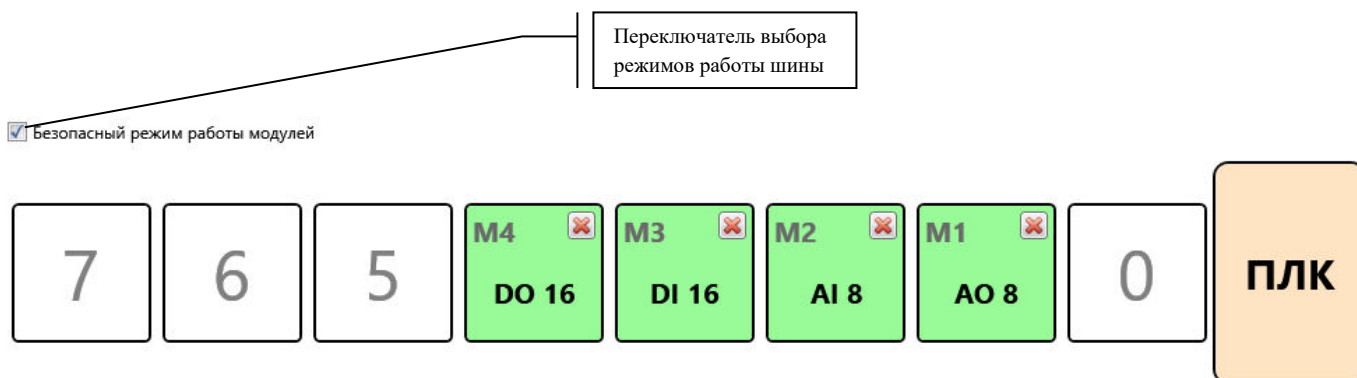 Переключатель выбора
режимов работы шины
Безопасный режим работы модулей
7 6 5 M4 M3 M2 M1 0 ПЛК
DO 16 DI 16 AI 8 AO 8